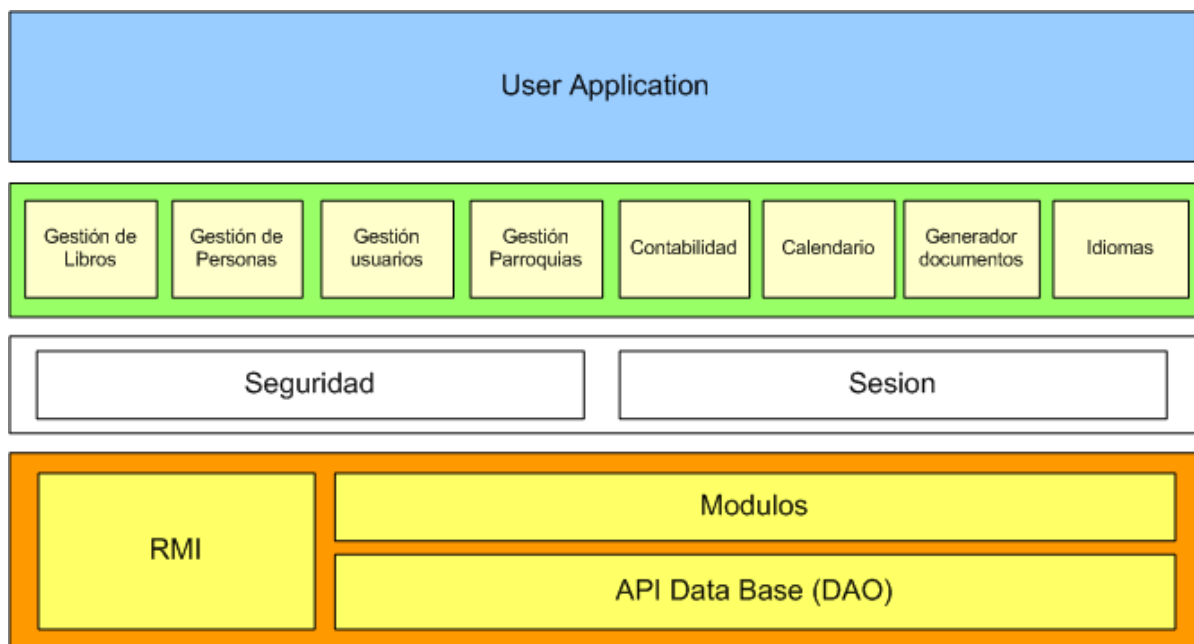 User Application
Gestión de
Libros
Gestión de
Personas
Gestión
usuarios
Gestión
Parroquias
Contabilidad
Calendario
Generador
documentos
Idiomas
Seguridad
Sesion
RMI
Modulos
API Data Base (DAO)